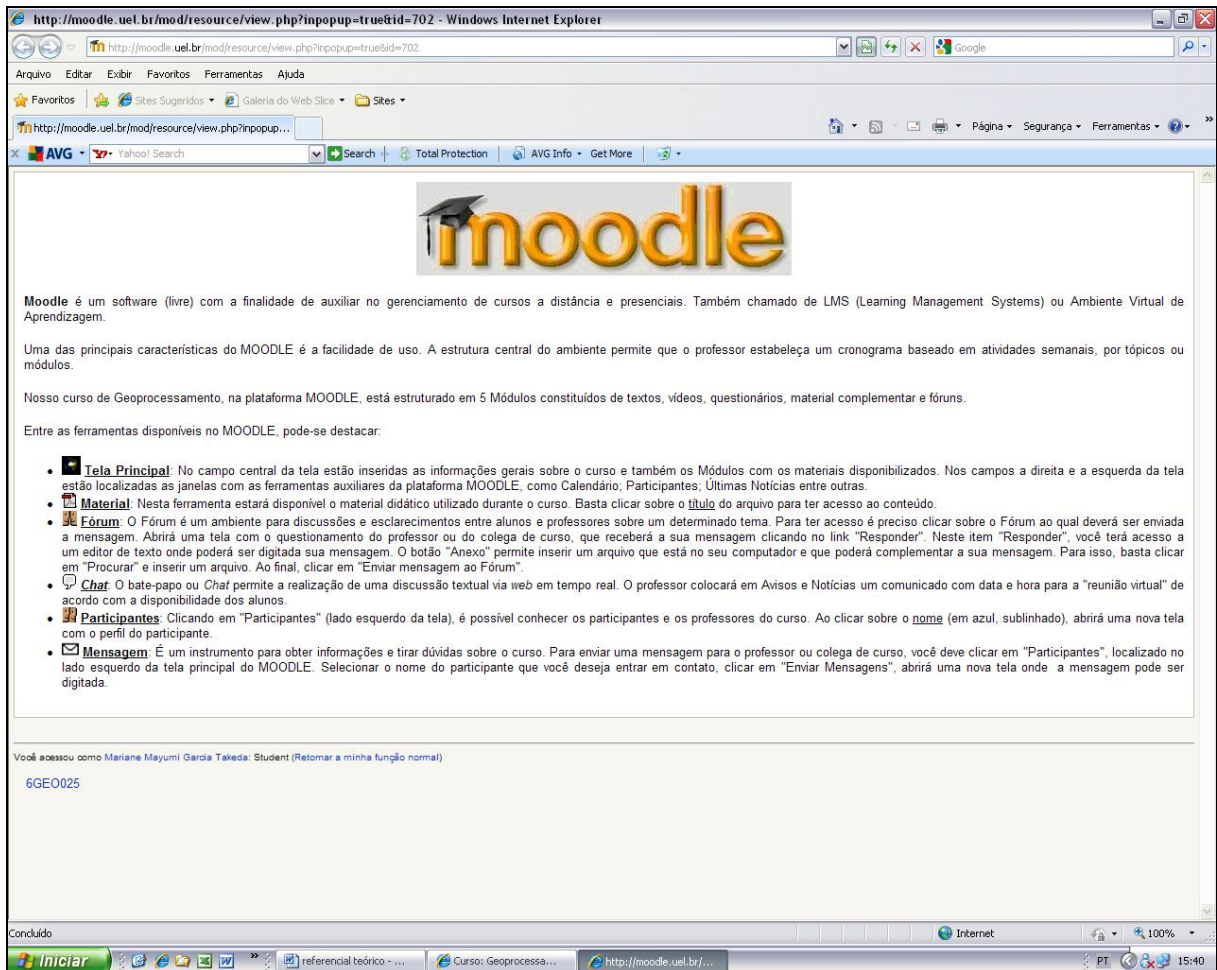 http://moodle.uel.br/mod/resource/view.php?inpopup=true&id=702 - Windows Internet Explorer
http://moodle.uel.br/mod/resource/view.php?inpopup=true&id=702
Google
Arquivo Editar Exibir Favoritos Ferramentas Ajuda
Favoritos Sites Sugeridos Galeria do Web Slice Sites
http://moodle.uel.br/mod/resource/view.php?inpopup...
Página Segurança Ferramentas
AVG Yahoo! Search Search Total Protection AVG Info Get More
moodle
Moodle é um software (livre) com a finalidade de auxiliar no gerenciamento de cursos a distância e presenciais. Também chamado de LMS (Learning Management Systems) ou Ambiente Virtual de
Aprendizagem.
Uma das principais características do MOODLE é a facilidade de uso. A estrutura central do ambiente permite que o professor estabeleça um cronograma baseado em atividades semanais, por tópicos ou
módulos.
Nosso curso de Geoprocessamento, na plataforma MOODLE, está estruturado em 5 Módulos constituídos de textos, vídeos, questionários, material complementar e fóruns.
Entre as ferramentas disponíveis no MOODLE, pode-se destacar:
• Tela Principal: No campo central da tela estão inseridas as informações gerais sobre o curso e também os Módulos com os materiais disponibilizados. Nos campos a direita e a esquerda da tela
estão localizadas as janelas com as ferramentas auxiliares da plataforma MOODLE, como Calendário; Participantes; Últimas Notícias entre outras.
• Material: Nesta ferramenta estará disponível o material didático utilizado durante o curso. Basta clicar sobre o título do arquivo para ter acesso ao conteúdo.
• Fórum: O Fórum é um ambiente para discussões e esclarecimentos entre alunos e professores sobre um determinado tema. Para ter acesso é preciso clicar sobre o Fórum ao qual deverá ser enviada
a mensagem. Abrirá uma tela com o questionamento do professor ou do colega de curso, que receberá a sua mensagem clicando no link "Responder". Neste item "Responder", você terá acesso a
um editor de texto onde poderá ser digitada sua mensagem. O botão "Anexo" permite inserir um arquivo que está no seu computador e que poderá complementar a sua mensagem. Para isso, basta clicar
em "Procurar" e inserir um arquivo. Ao final, clicar em "Enviar mensagem ao Fórum".
• Chat: O bate-papo ou Chat permite a realização de uma discussão textual via web em tempo real. O professor colocará em Avisos e Notícias um comunicado com data e hora para a "reunião virtual" de
acordo com a disponibilidade dos alunos.
• Participantes: Clicando em "Participantes" (lado esquerdo da tela), é possível conhecer os participantes e os professores do curso. Ao clicar sobre o nome (em azul, sublinhado), abrirá uma nova tela
com o perfil do participante.
• Mensagem: É um instrumento para obter informações e tirar dúvidas sobre o curso. Para enviar uma mensagem para o professor ou colega de curso, você deve clicar em "Participantes", localizado no
lado esquerdo da tela principal do MOODLE. Selecionar o nome do participante que você deseja entrar em contato, clicar em "Enviar Mensagens", abrirá uma nova tela onde a mensagem pode ser
digitada.
Você acessou como Mariane Mayumi Garcia Takeda: Student (Retornar a minha função normal)
6GEO025
Concluído Internet 100%
Iniciar referencial teórico - ... Curso: Geoprocessa... http://moodle.uel.br/... PT 15:40